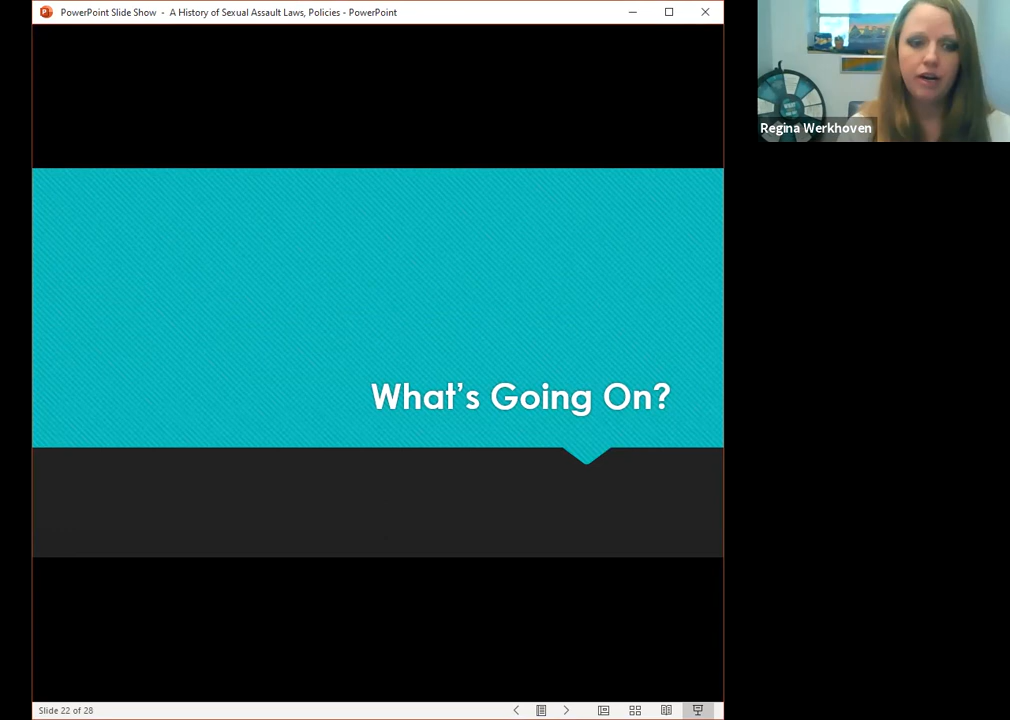 PowerPoint Slide Show - A History of Sexual Assault Laws, Policies - PowerPoint
Regina Werkhoven
What's Going On?
Slide 22 of 28